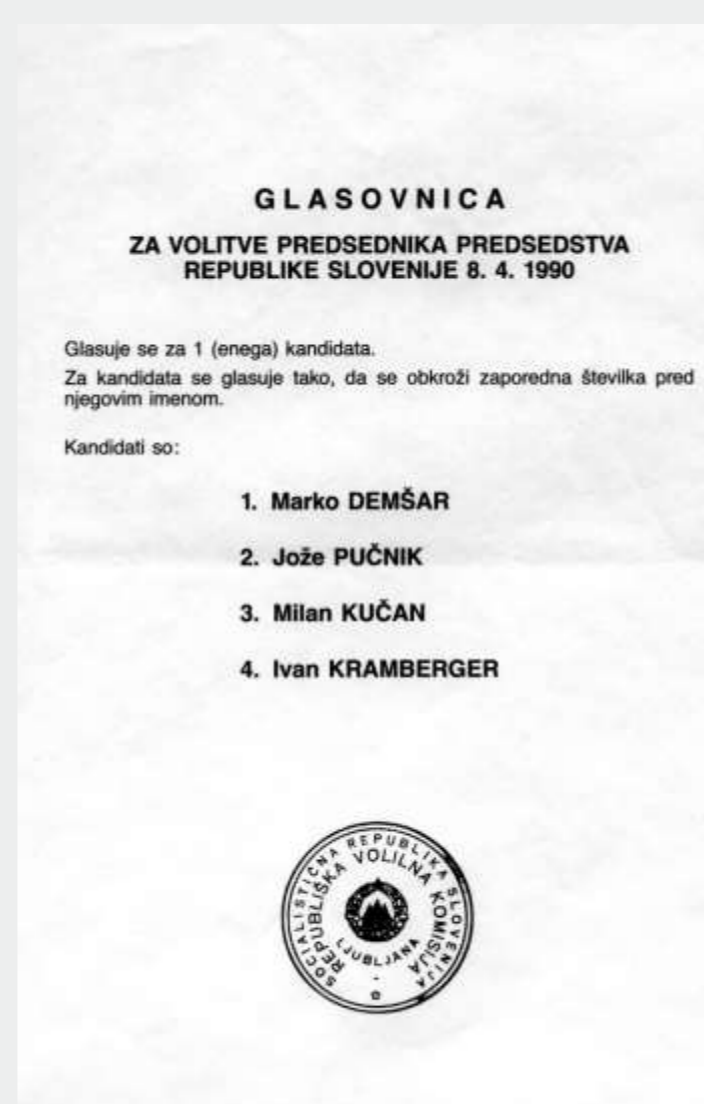 GLASOVNICA
ZA VOLITVE PREDSEDNIKA PREDSEDSTVA
REPUBLIKE SLOVENIJE 8. 4. 1990
Glasuje se za 1 (enega) kandidata.
Za kandidata se glasuje tako, da se obkroži zaporedna številka pred
njegovim imenom.
Kandidati so:
1. Marko DEMŠAR
2. Jože PUČNIK
3. Milan KUČAN
4. Ivan KRAMBERGER
SOCIALISTIČNA REPUBLIKA SLOVENIJA
REPUBLIŠKA VOLILNA KOMISIJA
LJUBLJANA